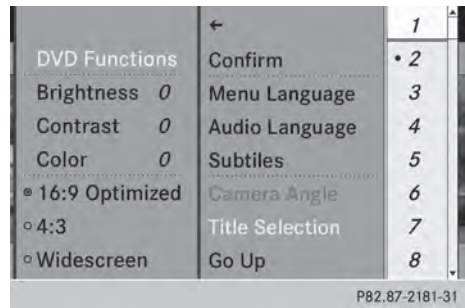 DVD Functions
Brightness 0
Contrast 0
Color 0
16:9 Optimized
4:3
Widescreen
←
Confirm
Menu Language
Audio Language
Subtiles
Camera Angle
Title Selection
Go Up
1
• 2
3
4
5
6
7
8
P82.87-2181-31